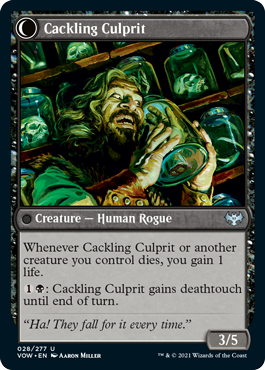 Cackling Culprit
Creature — Human Rogue
Whenever Cackling Culprit or another
creature you control dies, you gain 1
life.
1: Cackling Culprit gains deathtouch
until end of turn.
“Ha! They fall for it every time.”
3/5
028/277 U
VOW • EN AARON MILLER
™ & © 2021 Wizards of the Coast